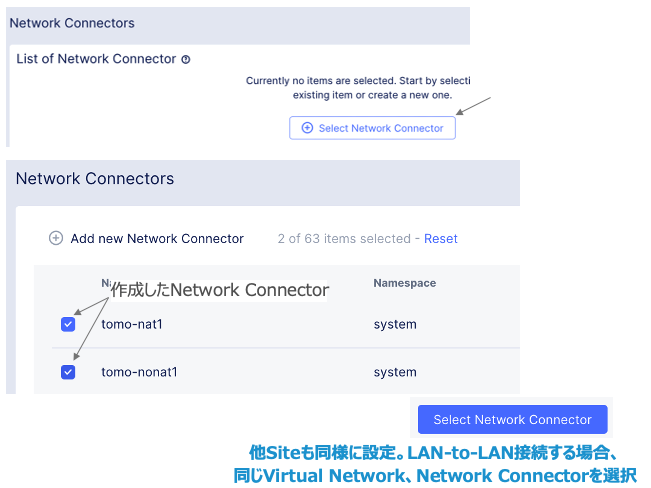 Network Connectors
List of Network Connector
Currently no items are selected. Start by selecti
existing item or create a new one.
Select Network Connector
Network Connectors
Add new Network Connector 2 of 63 items selected - Reset
Namespace
作成したNetwork Connector
tomo-nat1 system
tomo-nonat1 system
Select Network Connector
他Siteも同様に設定。LAN-to-LAN接続する場合、
同じVirtual Network、Network Connectorを選択